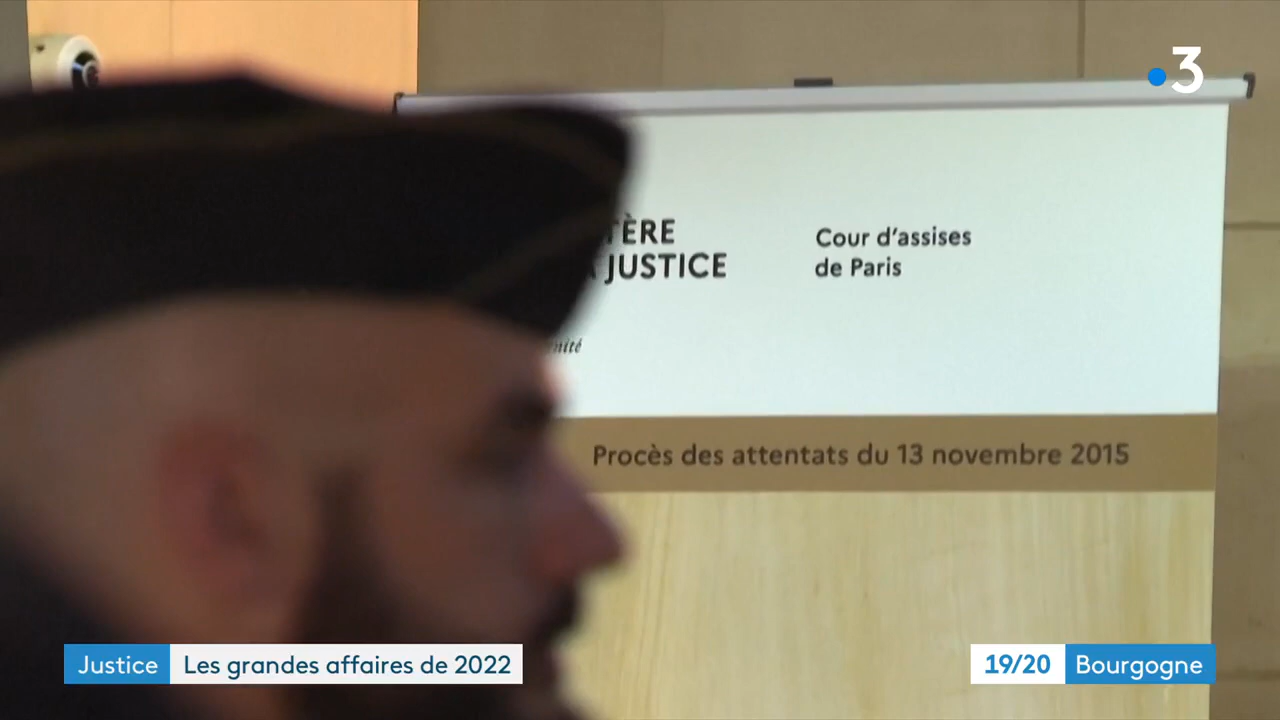 3
TÈRE
JUSTICE
Cour d'assises
de Paris
nité
Procès des attentats du 13 novembre 2015
Justice Les grandes affaires de 2022
19/20 Bourgogne